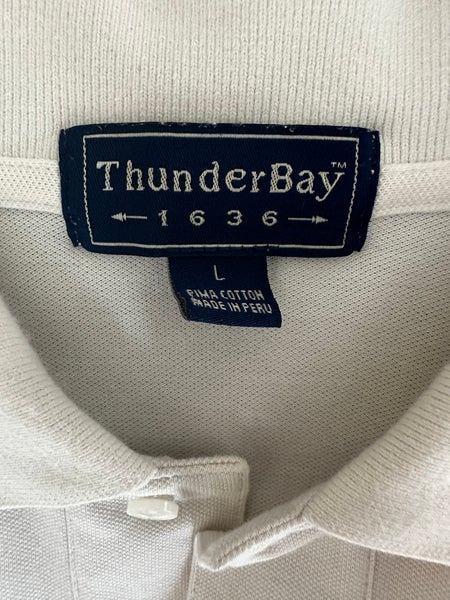 ThunderBay™
1636
L
PIMA COTTON
MADE IN PERU